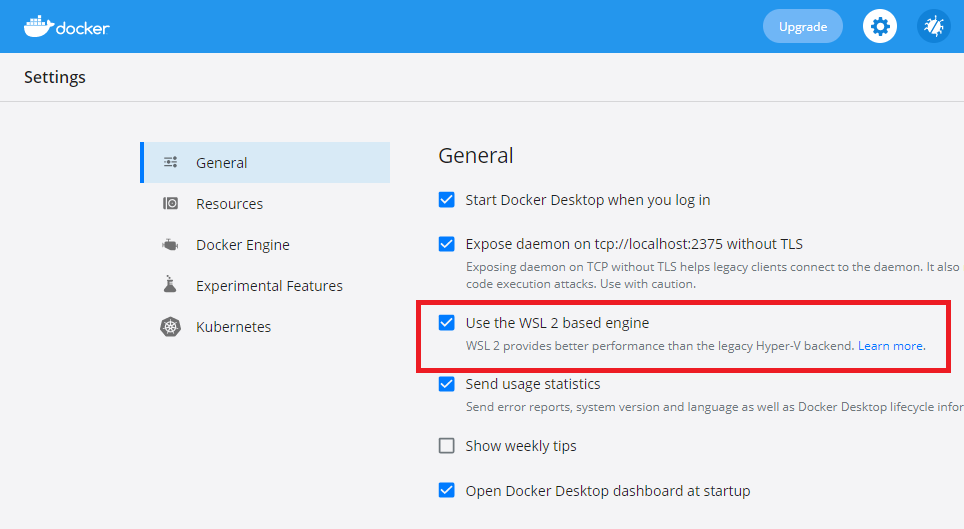 docker
Upgrade
Settings
General
Resources
Docker Engine
Experimental Features
Kubernetes
General
Start Docker Desktop when you log in
Expose daemon on tcp://localhost:2375 without TLS
Exposing daemon on TCP without TLS helps legacy clients connect to the daemon. It also
code execution attacks. Use with caution.
Use the WSL 2 based engine
WSL 2 provides better performance than the legacy Hyper-V backend. Learn more.
Send usage statistics
Send error reports, system version and language as well as Docker Desktop lifecycle infor
Show weekly tips
Open Docker Desktop dashboard at startup